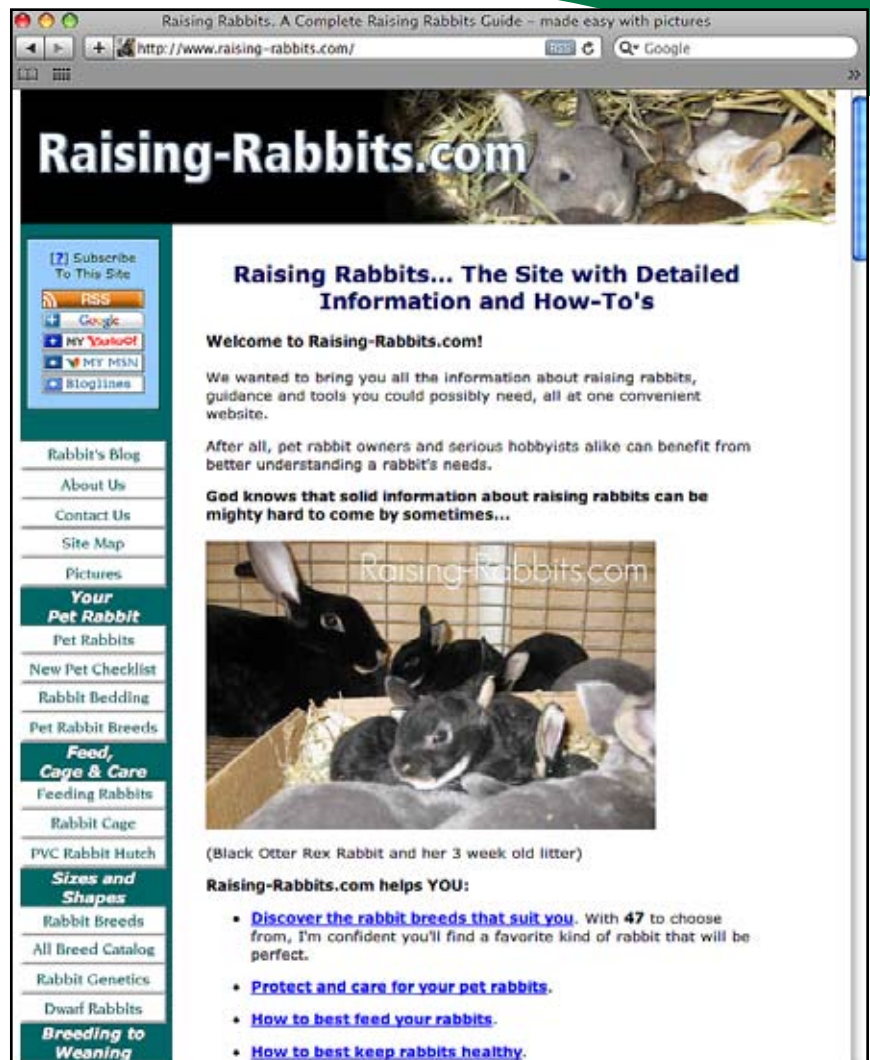 Raising Rabbits. A Complete Raising Rabbits Guide – made easy with pictures
http://www.raising-rabbits.com/
RSS
Google
Raising-Rabbits.com
[?] Subscribe
To This Site
RSS
Google
MY Yahoo!
MY MSN
Bloglines
Rabbit's Blog
About Us
Contact Us
Site Map
Pictures
Your
Pet Rabbit
Pet Rabbits
New Pet Checklist
Rabbit Bedding
Pet Rabbit Breeds
Feed,
Cage & Care
Feeding Rabbits
Rabbit Cage
PVC Rabbit Hutch
Sizes and
Shapes
Rabbit Breeds
All Breed Catalog
Rabbit Genetics
Dwarf Rabbits
Breeding to
Weaning
Raising Rabbits... The Site with Detailed
Information and How-To's
Welcome to Raising-Rabbits.com!
We wanted to bring you all the information about raising rabbits,
guidance and tools you could possibly need, all at one convenient
website.
After all, pet rabbit owners and serious hobbyists alike can benefit from
better understanding a rabbit's needs.
God knows that solid information about raising rabbits can be
mighty hard to come by sometimes...
Raising-Rabbits.com
(Black Otter Rex Rabbit and her 3 week old litter)
Raising-Rabbits.com helps YOU:
• Discover the rabbit breeds that suit you. With 47 to choose
from, I'm confident you'll find a favorite kind of rabbit that will be
perfect.
• Protect and care for your pet rabbits.
• How to best feed your rabbits.
• How to best keep rabbits healthy.